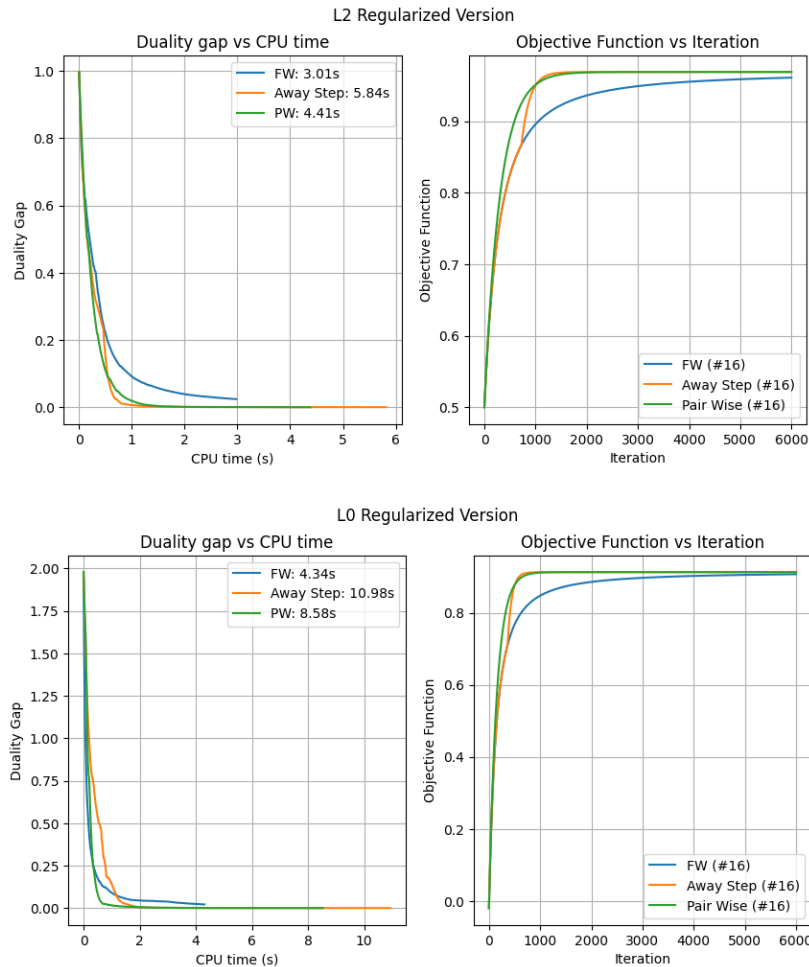 L2 Regularized Version
Duality gap vs CPU time
FW: 3.01s
Away Step: 5.84s
PW: 4.41s
Duality Gap
1.0
0.8
0.6
0.4
0.2
0.0
0 1 2 3 4 5 6
CPU time (s)
Objective Function vs Iteration
Objective Function
0.9
0.8
0.7
0.6
0.5
FW (#16)
Away Step (#16)
Pair Wise (#16)
0 1000 2000 3000 4000 5000 6000
Iteration
L0 Regularized Version
Duality gap vs CPU time
FW: 4.34s
Away Step: 10.98s
PW: 8.58s
Duality Gap
2.00
1.75
1.50
1.25
1.00
0.75
0.50
0.25
0.00
0 2 4 6 8 10
CPU time (s)
Objective Function vs Iteration
Objective Function
0.8
0.6
0.4
0.2
0.0
FW (#16)
Away Step (#16)
Pair Wise (#16)
0 1000 2000 3000 4000 5000 6000
Iteration